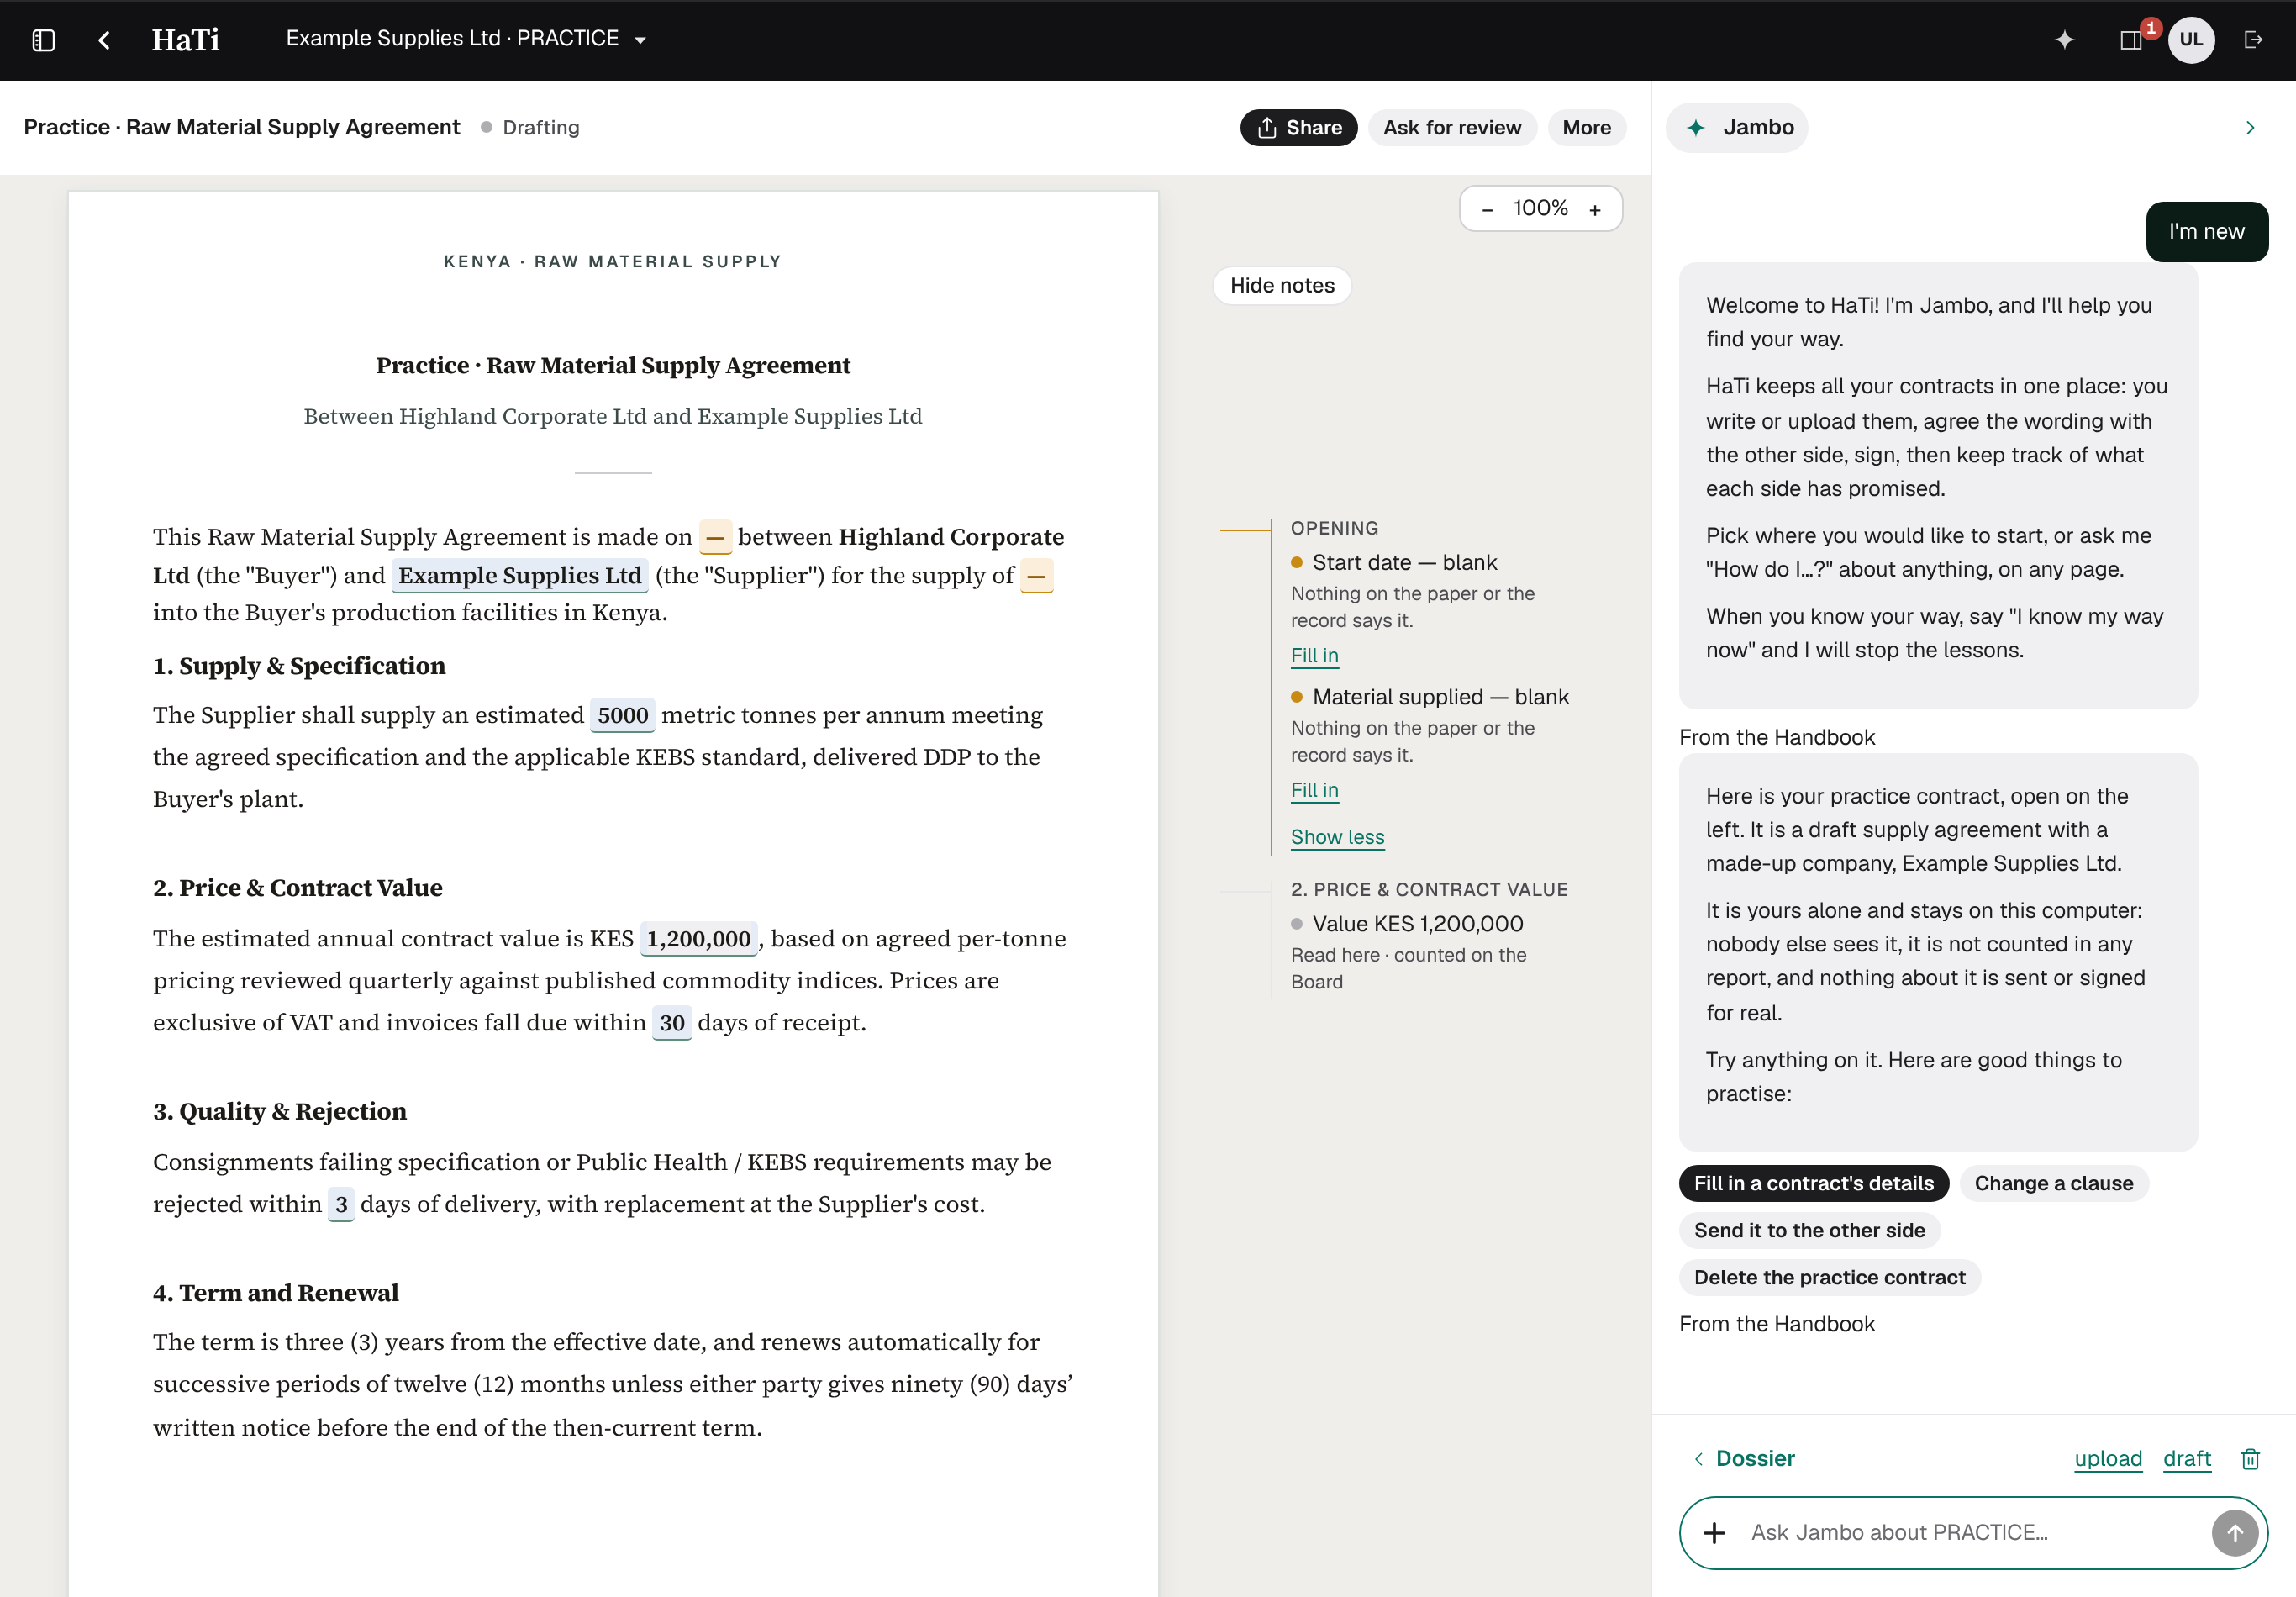 HaTi
Example Supplies Ltd · PRACTICE
1
UL
Practice · Raw Material Supply Agreement
Drafting
Share
Ask for review
More
Jambo
– 100% +
Hide notes
KENYA · RAW MATERIAL SUPPLY
Practice · Raw Material Supply Agreement
Between Highland Corporate Ltd and Example Supplies Ltd
This Raw Material Supply Agreement is made on — between Highland Corporate
Ltd (the "Buyer") and Example Supplies Ltd (the "Supplier") for the supply of —
into the Buyer's production facilities in Kenya.
1. Supply & Specification
The Supplier shall supply an estimated 5000 metric tonnes per annum meeting
the agreed specification and the applicable KEBS standard, delivered DDP to the
Buyer's plant.
2. Price & Contract Value
The estimated annual contract value is KES 1,200,000, based on agreed per-tonne
pricing reviewed quarterly against published commodity indices. Prices are
exclusive of VAT and invoices fall due within 30 days of receipt.
3. Quality & Rejection
Consignments failing specification or Public Health / KEBS requirements may be
rejected within 3 days of delivery, with replacement at the Supplier's cost.
4. Term and Renewal
The term is three (3) years from the effective date, and renews automatically for
successive periods of twelve (12) months unless either party gives ninety (90) days’
written notice before the end of the then-current term.
OPENING
Start date — blank
Nothing on the paper or the
record says it.
Fill in
Material supplied — blank
Nothing on the paper or the
record says it.
Fill in
Show less
2. PRICE & CONTRACT VALUE
Value KES 1,200,000
Read here · counted on the
Board
I'm new
Welcome to HaTi! I'm Jambo, and I'll help you
find your way.
HaTi keeps all your contracts in one place: you
write or upload them, agree the wording with
the other side, sign, then keep track of what
each side has promised.
Pick where you would like to start, or ask me
"How do I…?" about anything, on any page.
When you know your way, say "I know my way
now" and I will stop the lessons.
From the Handbook
Here is your practice contract, open on the
left. It is a draft supply agreement with a
made-up company, Example Supplies Ltd.
It is yours alone and stays on this computer:
nobody else sees it, it is not counted in any
report, and nothing about it is sent or signed
for real.
Try anything on it. Here are good things to
practise:
Fill in a contract's details
Change a clause
Send it to the other side
Delete the practice contract
From the Handbook
Dossier
upload
draft
Ask Jambo about PRACTICE…